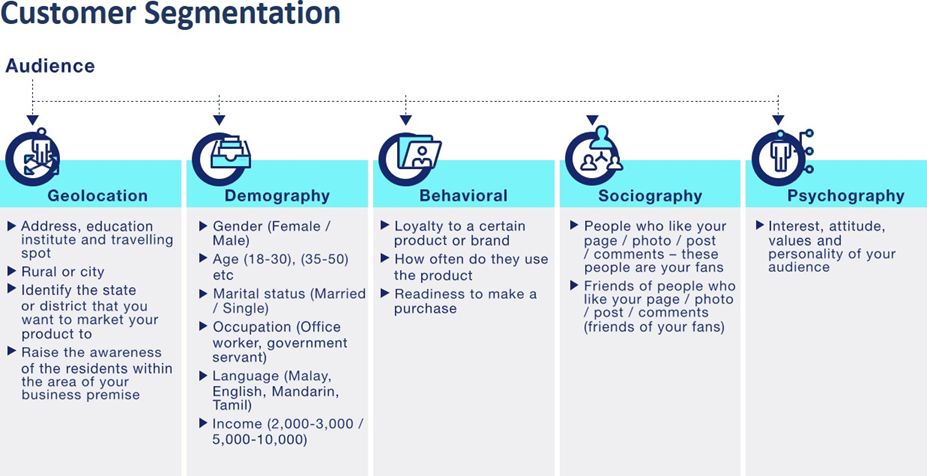 Customer Segmentation
Audience
Geolocation
Address, education
institute and travelling
spot
Rural or city
Identify the state
or district that you
want to market your
product to
Raise the awareness
of the residents within
the area of your
business premise
Demography
Gender (Female /
Male)
Age (18-30), (35-50)
etc
Marital status (Married
/ Single)
Occupation (Office
worker, government
servant)
Language (Malay,
English, Mandarin,
Tamil)
Income (2,000-3,000 /
5,000-10,000)
Behavioral
Loyalty to a certain
product or brand
How often do they use
the product
Readiness to make a
purchase
Sociography
People who like your
page / photo / post
/ comments – these
people are your fans
Friends of people who
like your page / photo
/ post / comments
(friends of your fans)
Psychography
Interest, attitude,
values and
personality of your
audience